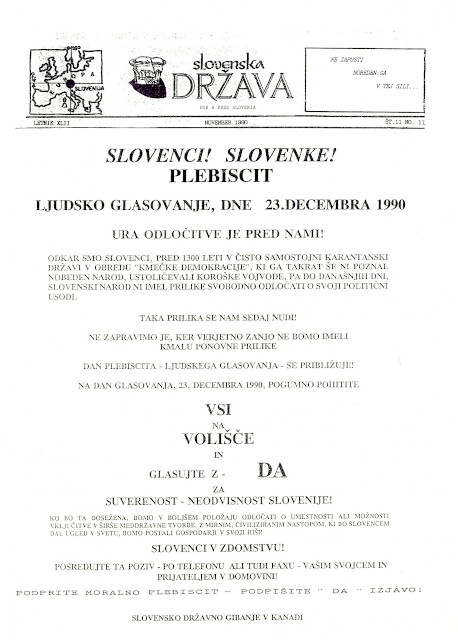 EVROPA
SLOVENIJA
slovenska
DRŽAVA
FOR A FREE SLOVENIA
NE ZAPUSTI
NOBEDEN GA
V TEJ SILI...
LETNIK XLII NOVEMBER 1990 ŠT.11 NO. 11
SLOVENCI! SLOVENKE!
PLEBISCIT
LJUDSKO GLASOVANJE, DNE 23.DECEMBRA 1990
URA ODLOČITVE JE PRED NAMI!
ODKAR SMO SLOVENCI, PRED 1300 LETI V ČISTO SAMOSTOJNI KARANTANSKI
DRŽAVI V OBREDU "KMEČKE DEMOKRACIJE", KI GA TAKRAT ŠE NI POZNAL
NOBEDEN NAROD, USTOLIČEVALI KOROŠKE VOJVODE, PA DO DANAŠNJIH DNI,
SLOVENSKI NAROD NI IMEL PRILIKE SVOBODNO ODLOČATI O SVOJI POLITIČNI
USODI.
TAKA PRILIKA SE NAM SEDAJ NUDI!
NE ZAPRAVIMO JE, KER VERJETNO ZANJO NE BOMO IMELI
KMALU PONOVNE PRILIKE
DAN PLEBISCITA - LJUDSKEGA GLASOVANJA - SE PRIBLIŽUJE!
NA DAN GLASOVANJA, 23. DECEMBRA 1990, POGUMNO POHITITE
VSI
NA
VOLIŠČE
IN
GLASUJTE Z - DA
ZA
SUVERENOST - NEODVISNOST SLOVENIJE!
KO BO TA DOSEŽENA, BOMO V BOLJŠEM POLOŽAJU ODLOČATI O UMESTNOSTI ALI MOŽNOSTI
VKLJUČITVE V ŠIRŠE MEDDRŽAVNE TVORBE. Z MIRNIM, CIVILIZIRANIM NASTOPOM, KI BO SLOVENCEM
DAL UGLED V SVETU, BOMO POSTALI GOSPODARJI V SVOJI HIŠI!
SLOVENCI V ZDOMSTVU!
POSREDUJTE TA POZIV - PO TELEFONU ALI TUDI FAXU - VAŠIM SVOJCEM IN
PRIJATELJEM V DOMOVINI!
PODPRITE MORALNO PLEBISCIT - PODPIŠITE " DA " IZJAVO!
SLOVENSKO DRŽAVNO GIBANJE V KANADI